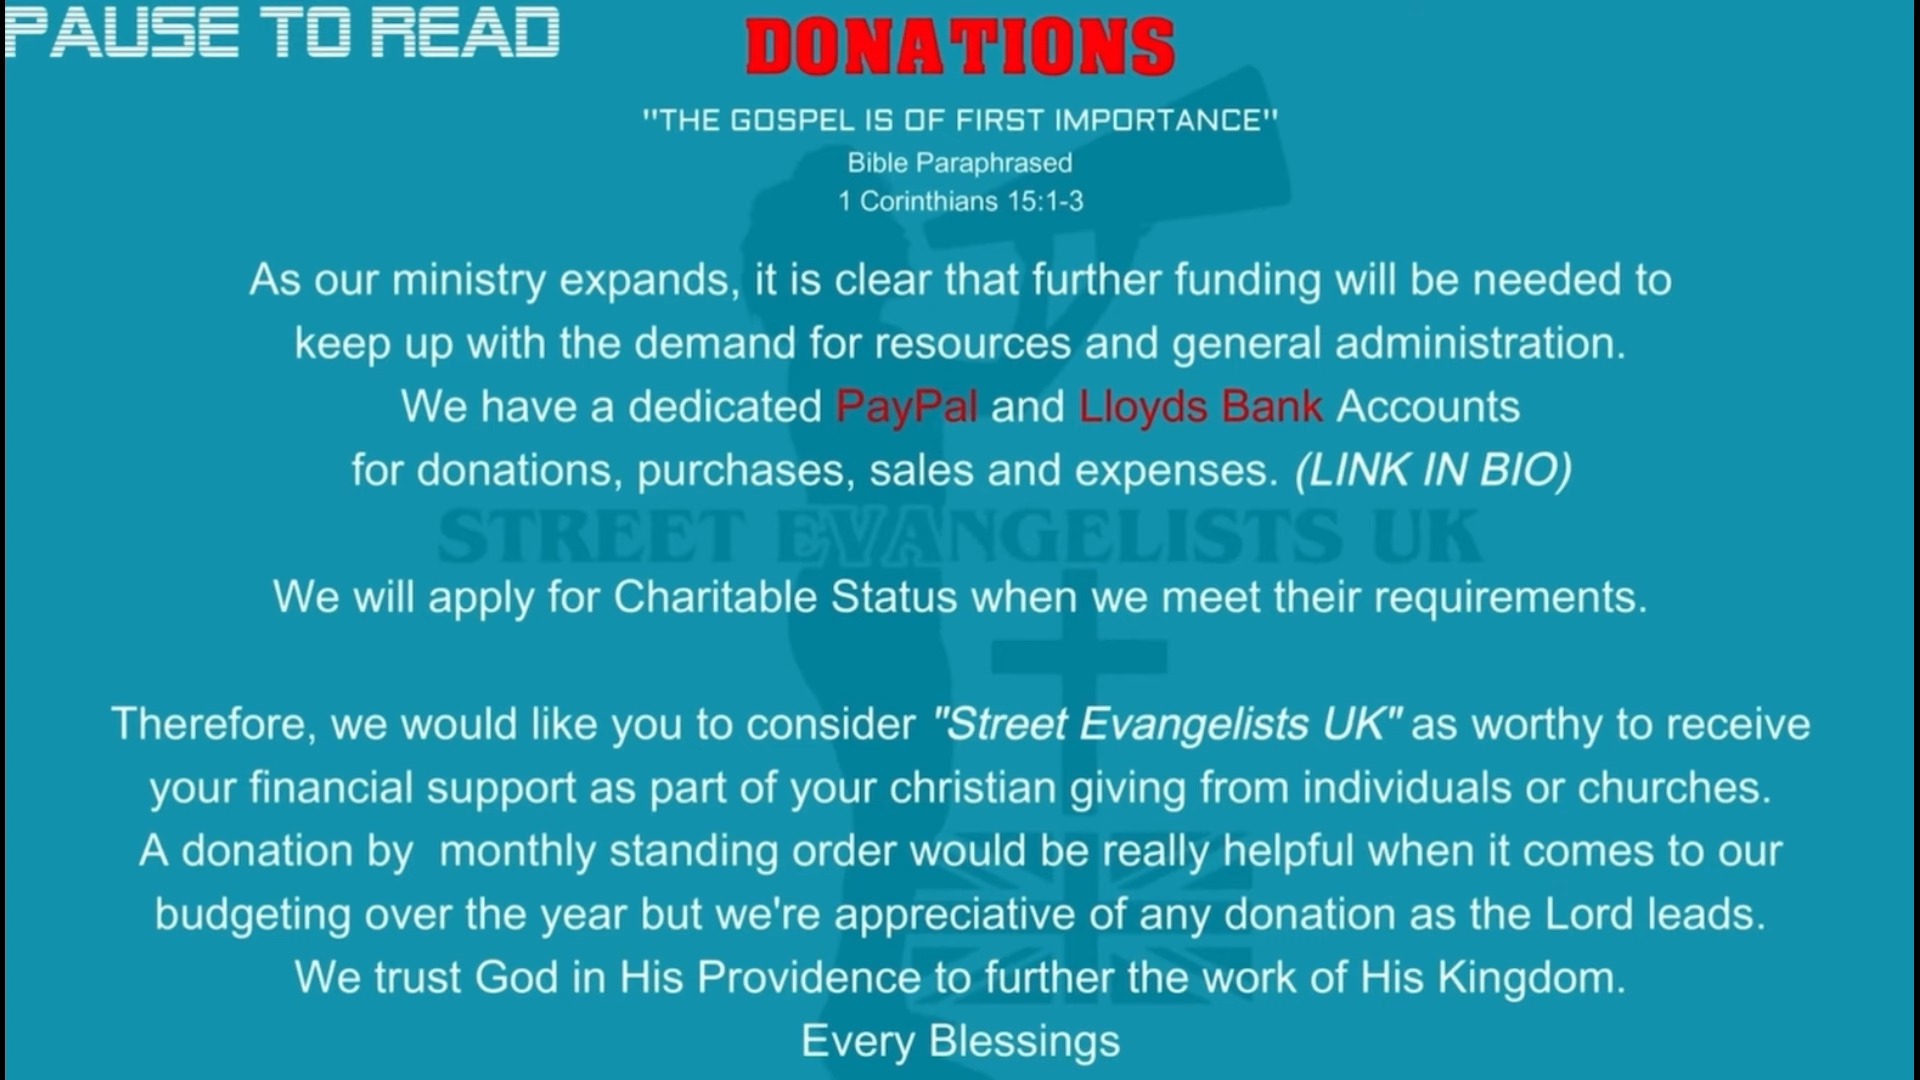 PAUSE TO READ
DONATIONS
"THE GOSPEL IS OF FIRST IMPORTANCE"
Bible Paraphrased
1 Corinthians 15:1-3
As our ministry expands, it is clear that further funding will be needed to
keep up with the demand for resources and general administration.
We have a dedicated PayPal and Lloyds Bank Accounts
for donations, purchases, sales and expenses. (LINK IN BIO)
STREET EVANGELISTS UK
We will apply for Charitable Status when we meet their requirements.
Therefore, we would like you to consider "Street Evangelists UK" as worthy to receive
your financial support as part of your christian giving from individuals or churches.
A donation by  monthly standing order would be really helpful when it comes to our
budgeting over the year but we're appreciative of any donation as the Lord leads.
We trust God in His Providence to further the work of His Kingdom.
Every Blessings